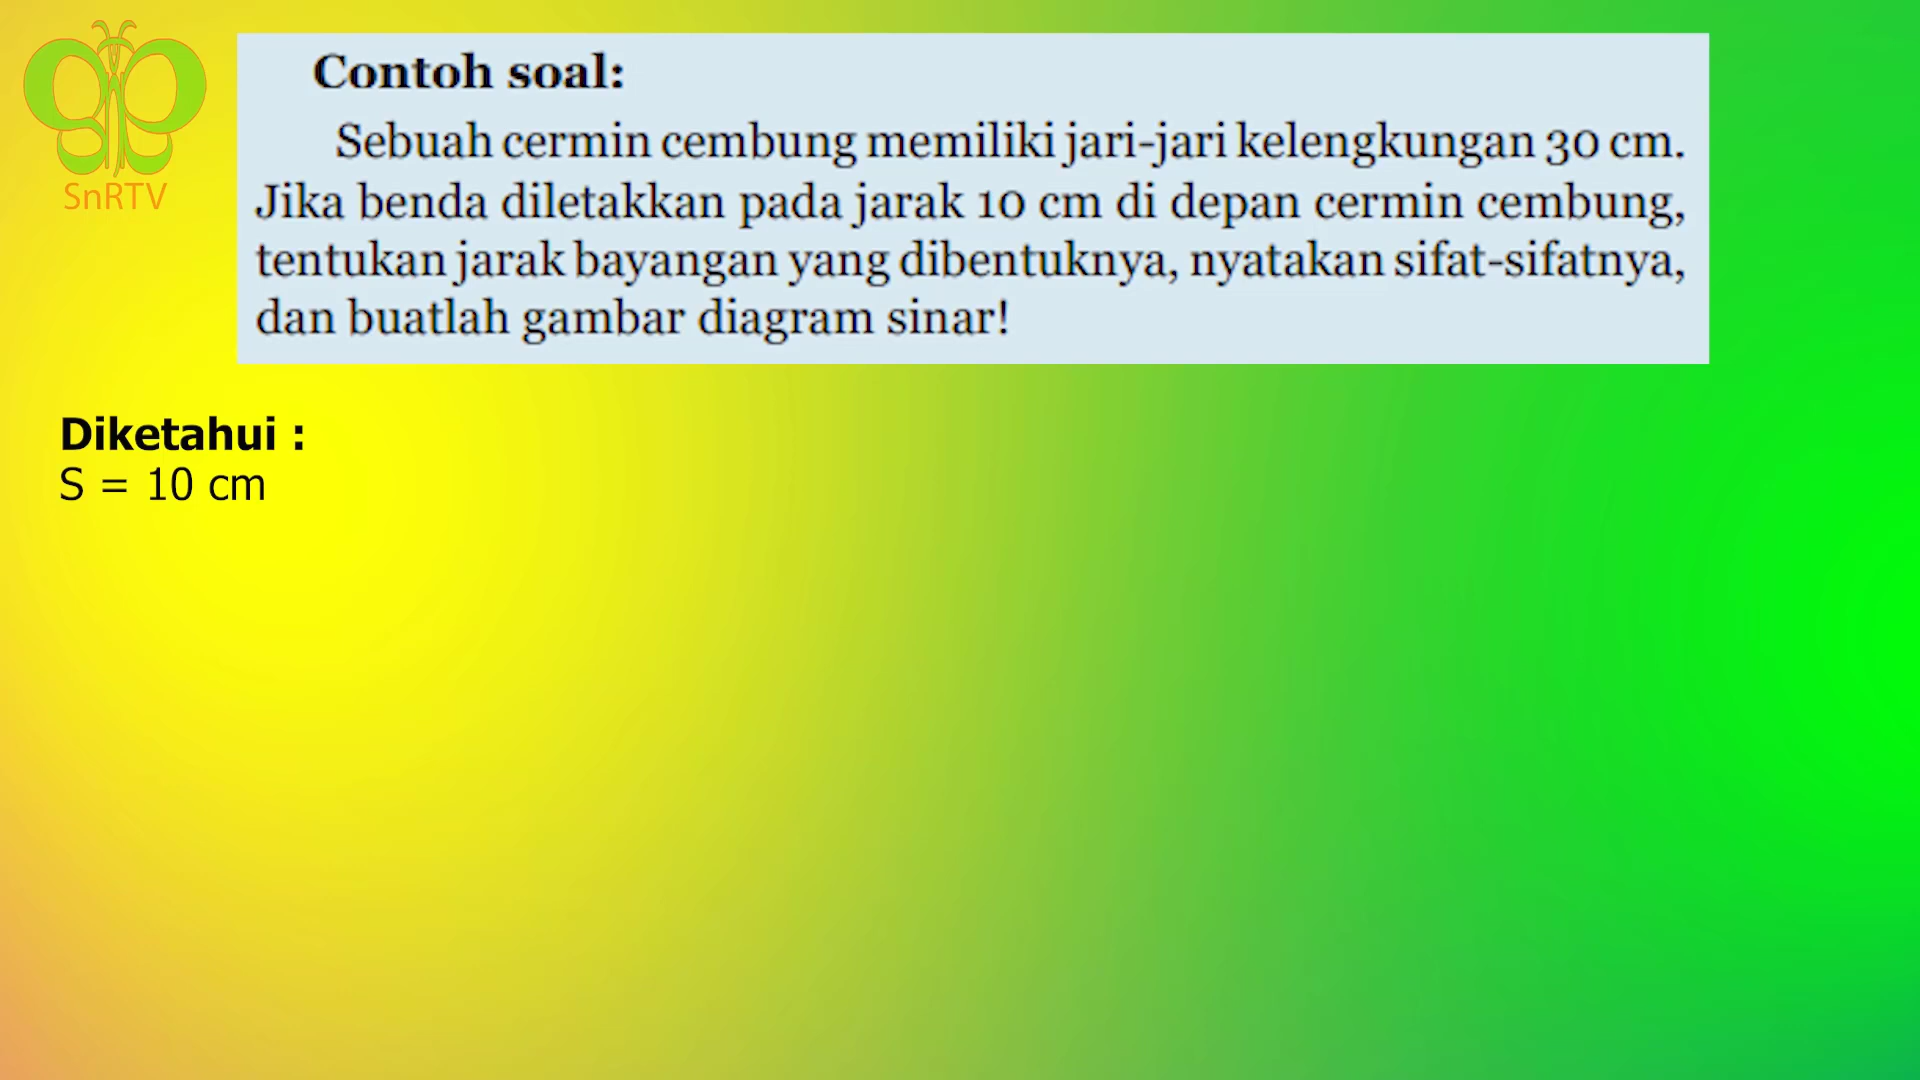 SnRTV
Contoh soal:
Sebuah cermin cembung memiliki jari-jari kelengkungan 30 cm.
Jika benda diletakkan pada jarak 10 cm di depan cermin cembung,
tentukan jarak bayangan yang dibentuknya, nyatakan sifat-sifatnya,
dan buatlah gambar diagram sinar!
Diketahui :
S = 10 cm